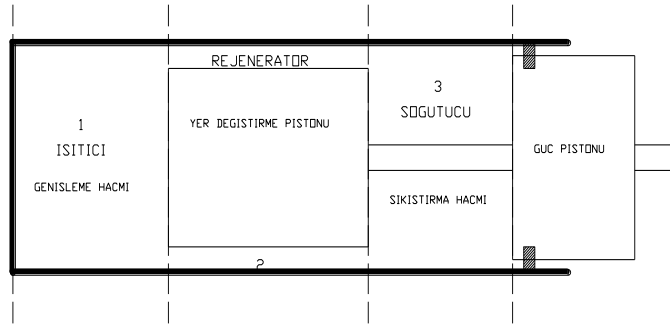 REJENERATOR
3
SOGUTUCU
YER DEGISTIRME PISTONU
1
ISITICI
GUC PISTONU
GENISLEME HACMI
SIKISTIRMA HACMI
2